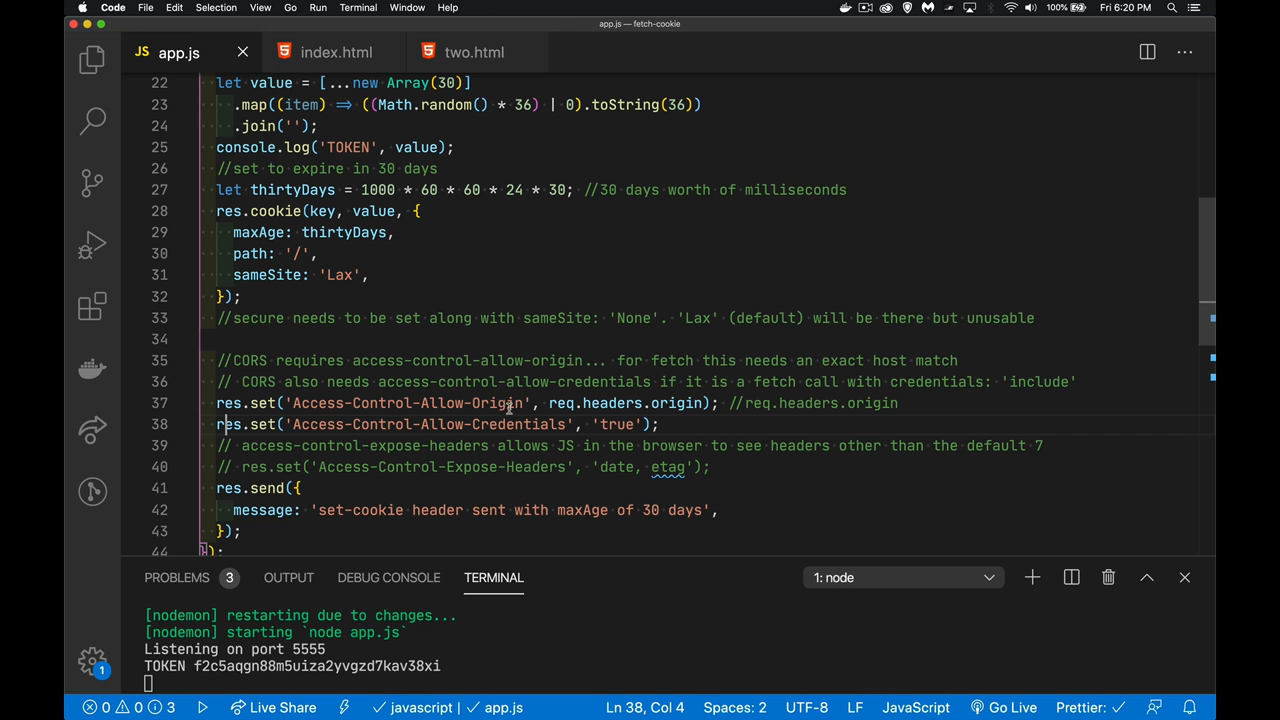 Code File Edit Selection View Go Run Terminal Window Help 100% Fri 6:20 PM
app.js — fetch-cookie
JS app.js index.html two.html
22 let value = [...new Array(30)]
23 .map((item) => ((Math.random() * 36) | 0).toString(36))
24 .join('');
25 console.log('TOKEN', value);
26 //set to expire in 30 days
27 let thirtyDays = 1000 * 60 * 60 * 24 * 30; //30 days worth of milliseconds
28 res.cookie(key, value, {
29 maxAge: thirtyDays,
30 path: '/',
31 sameSite: 'Lax',
32 });
33 //secure needs to be set along with sameSite: 'None'. 'Lax' (default) will be there but unusable
34
35 //CORS requires access-control-allow-origin... for fetch this needs an exact host match
36 // CORS also needs access-control-allow-credentials if it is a fetch call with credentials: 'include'
37 res.set('Access-Control-Allow-Origin', req.headers.origin); //req.headers.origin
38 res.set('Access-Control-Allow-Credentials', 'true');
39 // access-control-expose-headers allows JS in the browser to see headers other than the default 7
40 // res.set('Access-Control-Expose-Headers', 'date, etag');
41 res.send({
42 message: 'set-cookie header sent with maxAge of 30 days',
43 });
44 });
PROBLEMS 3 OUTPUT DEBUG CONSOLE TERMINAL 1: node
[nodemon] restarting due to changes...
[nodemon] starting `node app.js`
Listening on port 5555
TOKEN f2c5aqgn88m5uiza2yvgzd7kav38xi
1
0 0 3 Live Share javascript | app.js Ln 38, Col 4 Spaces: 2 UTF-8 LF JavaScript Go Live Prettier: